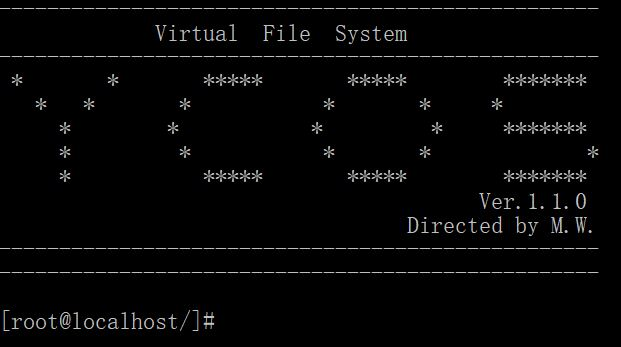 --------------------------------------------------
Virtual  File  System
--------------------------------------------------
 *       *       *****       *****        *******
   *   *       *           *       *     *
     *        *           *         *     *******
     *         *           *       *             *
     *           *****       *****        *******
Ver.1.1.0
Directed by M.W.
--------------------------------------------------
--------------------------------------------------
[root@localhost/]#